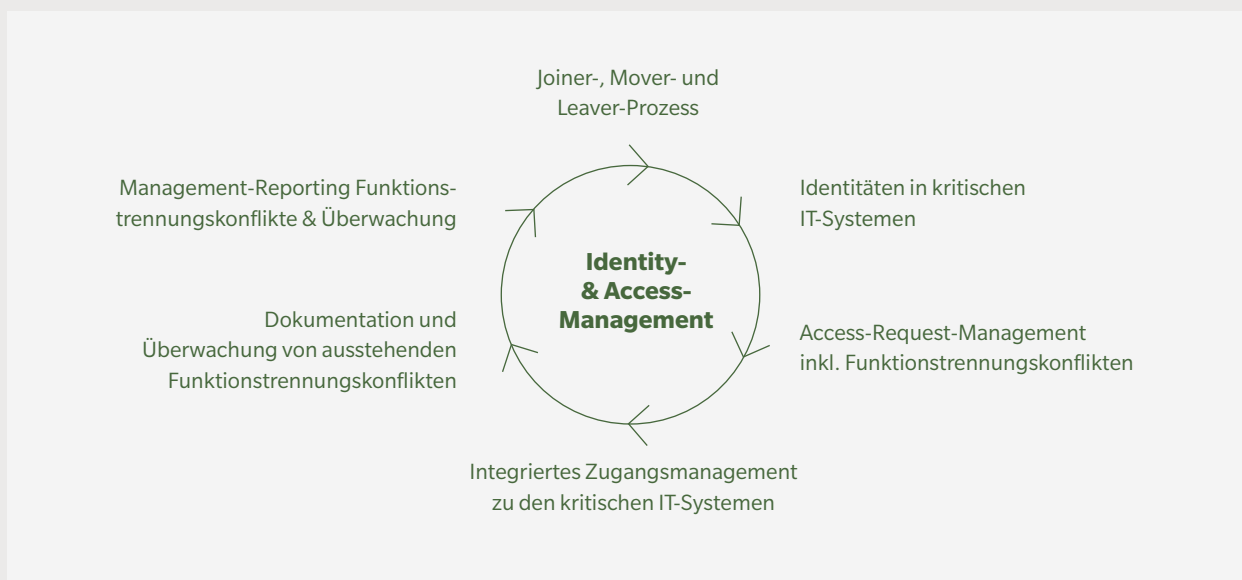 Joiner-, Mover- und
Leaver-Prozess
Identitäten in kritischen
IT-Systemen
Access-Request-Management
inkl. Funktionstrennungskonflikten
Integriertes Zugangsmanagement
zu den kritischen IT-Systemen
Dokumentation und
Überwachung von ausstehenden
Funktionstrennungskonflikten
Management-Reporting Funktions-
trennungskonflikte & Überwachung
Identity-
& Access-
Management